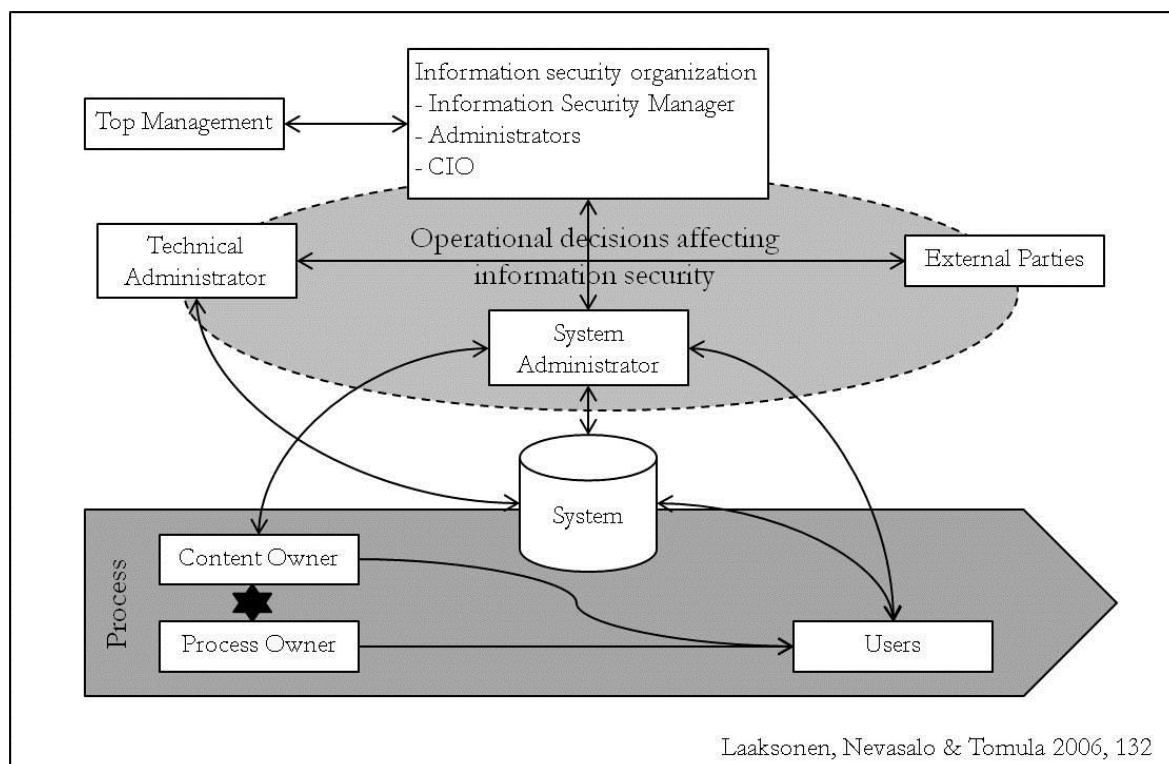 Information security organization
- Information Security Manager
- Administrators
- CIO
Top Management
Technical
Administrator
Operational decisions affecting
information security
External Parties
System
Administrator
System
Process
Content Owner
Process Owner
Users
Laaksonen, Nevasalo & Tomula 2006, 132